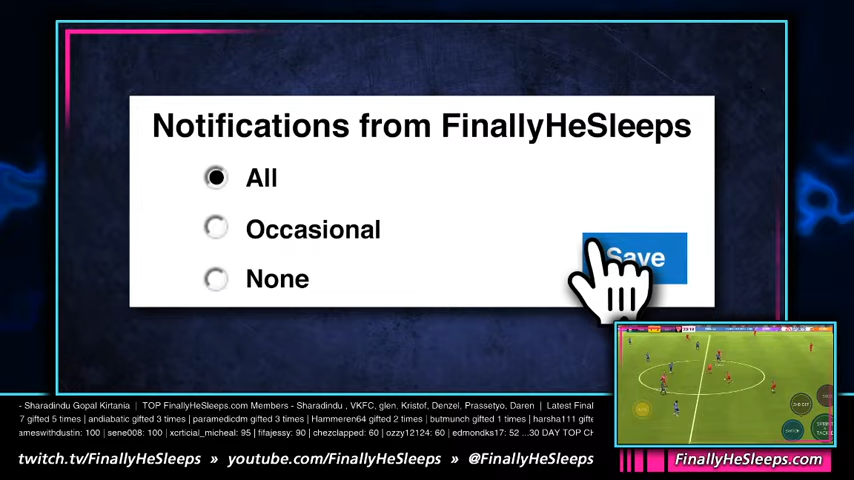 Notifications from FinallyHeSleeps
All
Occasional
None
Save
- Sharadindu Gopal Kirtania | TOP FinallyHeSleeps.com Members - Sharadindu , VKFC, glen. Kristof, Denzel, Prassetyo, Daren | Latest Final
7 gifted 5 times | andiabatic gifted 3 times | paramedicdm gifted 3 times | Hammeren64 gifted 2 times | butmunch gifted 1 times | harsha111 gifte
ameswithdustin: 100 | sene008: 100 | xcrticial_micheal: 95 | fifajessy: 90 | chezclapped: 60 | ozzy12124: 60 | edmondks17: 52 ...30 DAY TOP CH
twitch.tv/FinallyHeSleeps » youtube.com/FinallyHeSleeps » @FinallyHeSleeps
FinallyHeSleeps.com